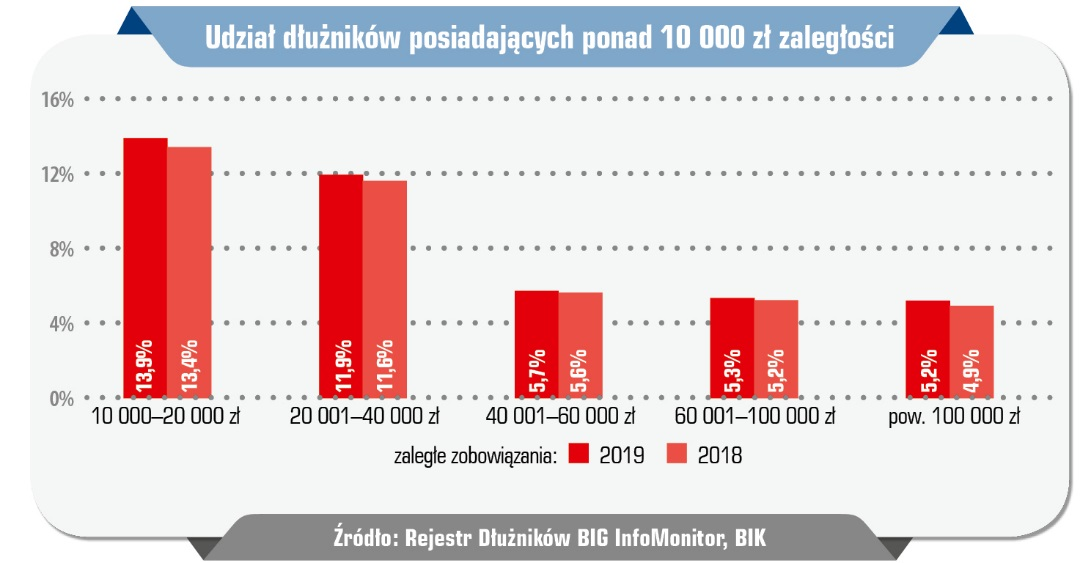 Udział dłużników posiadających ponad 10 000 zł zaległości
16%
12%
8%
4%
0%
13,9%
13,4%
11,9%
11,6%
5,7%
5,6%
5,3%
5,2%
5,2%
4,9%
10 000–20 000 zł
20 001–40 000 zł
40 001–60 000 zł
60 001–100 000 zł
pow. 100 000 zł
zaległe zobowiązania: 2019 2018
Źródło: Rejestr Dłużników BIG InfoMonitor, BIK